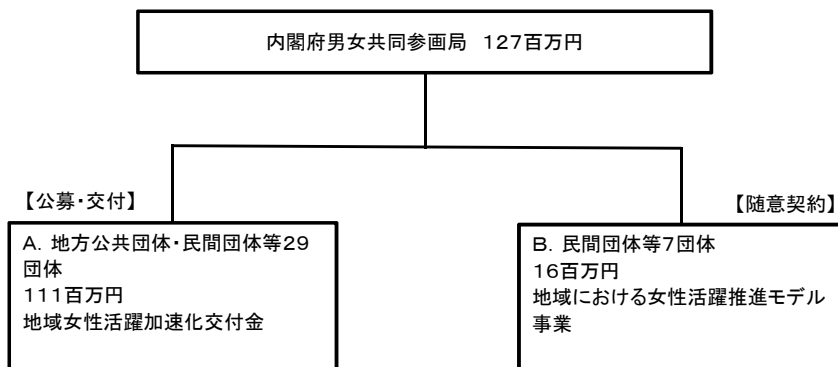 内閣府男女共同参画局 127百万円
【公募・交付】
A．地方公共団体・民間団体等29
団体
111百万円
地域女性活躍加速化交付金
【随意契約】
B．民間団体等7団体
16百万円
地域における女性活躍推進モデル
事業